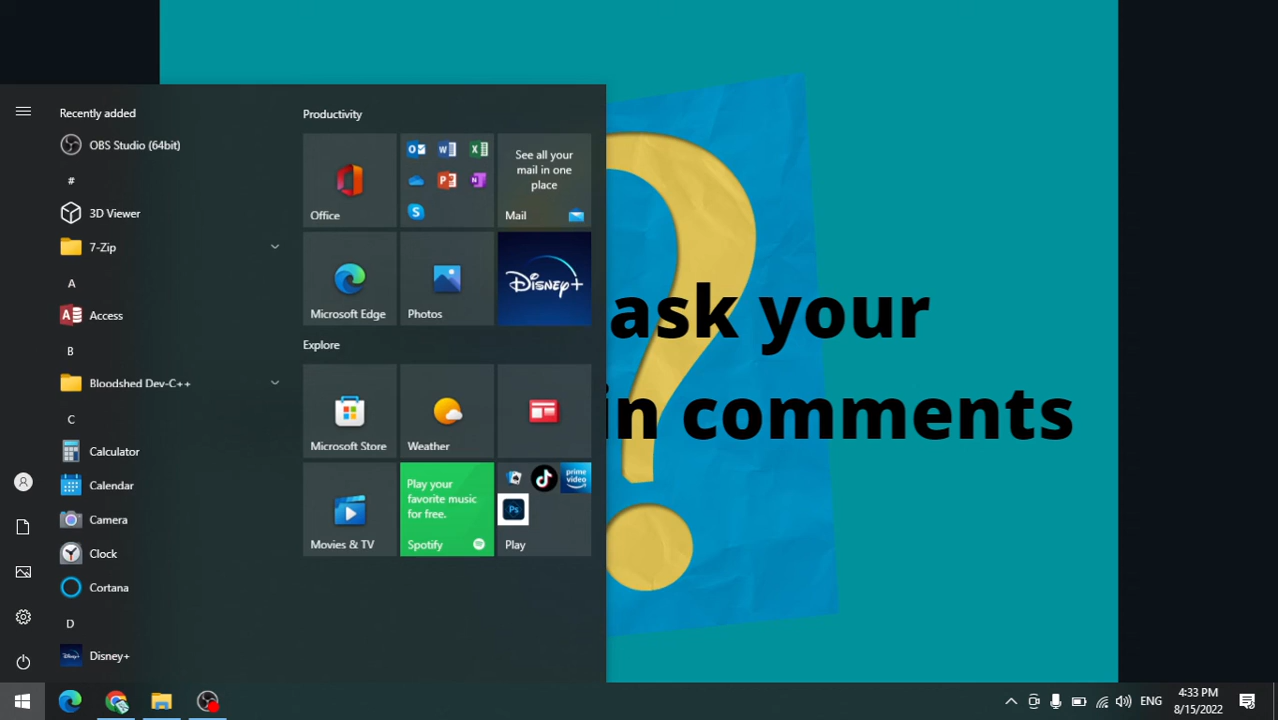 Recently added
OBS Studio (64bit)
#
3D Viewer
7-Zip
A
Access
B
Bloodshed Dev-C++
C
Calculator
Calendar
Camera
Clock
Cortana
D
Disney+
Productivity
Office
See all your
mail in one
place
Mail
Microsoft Edge
Photos
Disney+
Explore
Microsoft Store
Weather
Movies & TV
Play your
favorite music
for free.
Spotify
prime
video
Ps
Play
ask your
in comments
ENG
4:33 PM
8/15/2022